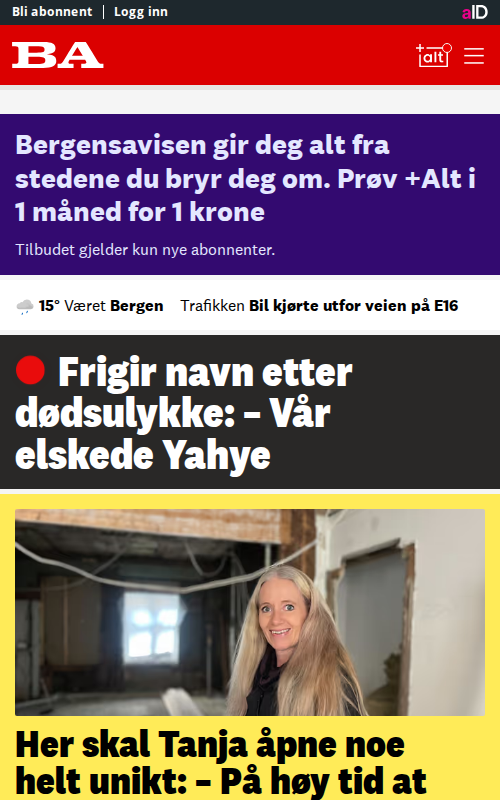 Bli abonnent | Logg inn
aID
BA
+alt
Bergensavisen gir deg alt fra
stedene du bryr deg om. Prøv +Alt i
1 måned for 1 krone
Tilbudet gjelder kun nye abonnenter.
15° Været Bergen Trafikken Bil kjørte utfor veien på E16
Frigir navn etter
dødsulykke: – Vår
elskede Yahye
Her skal Tanja åpne noe
helt unikt: – På høy tid at